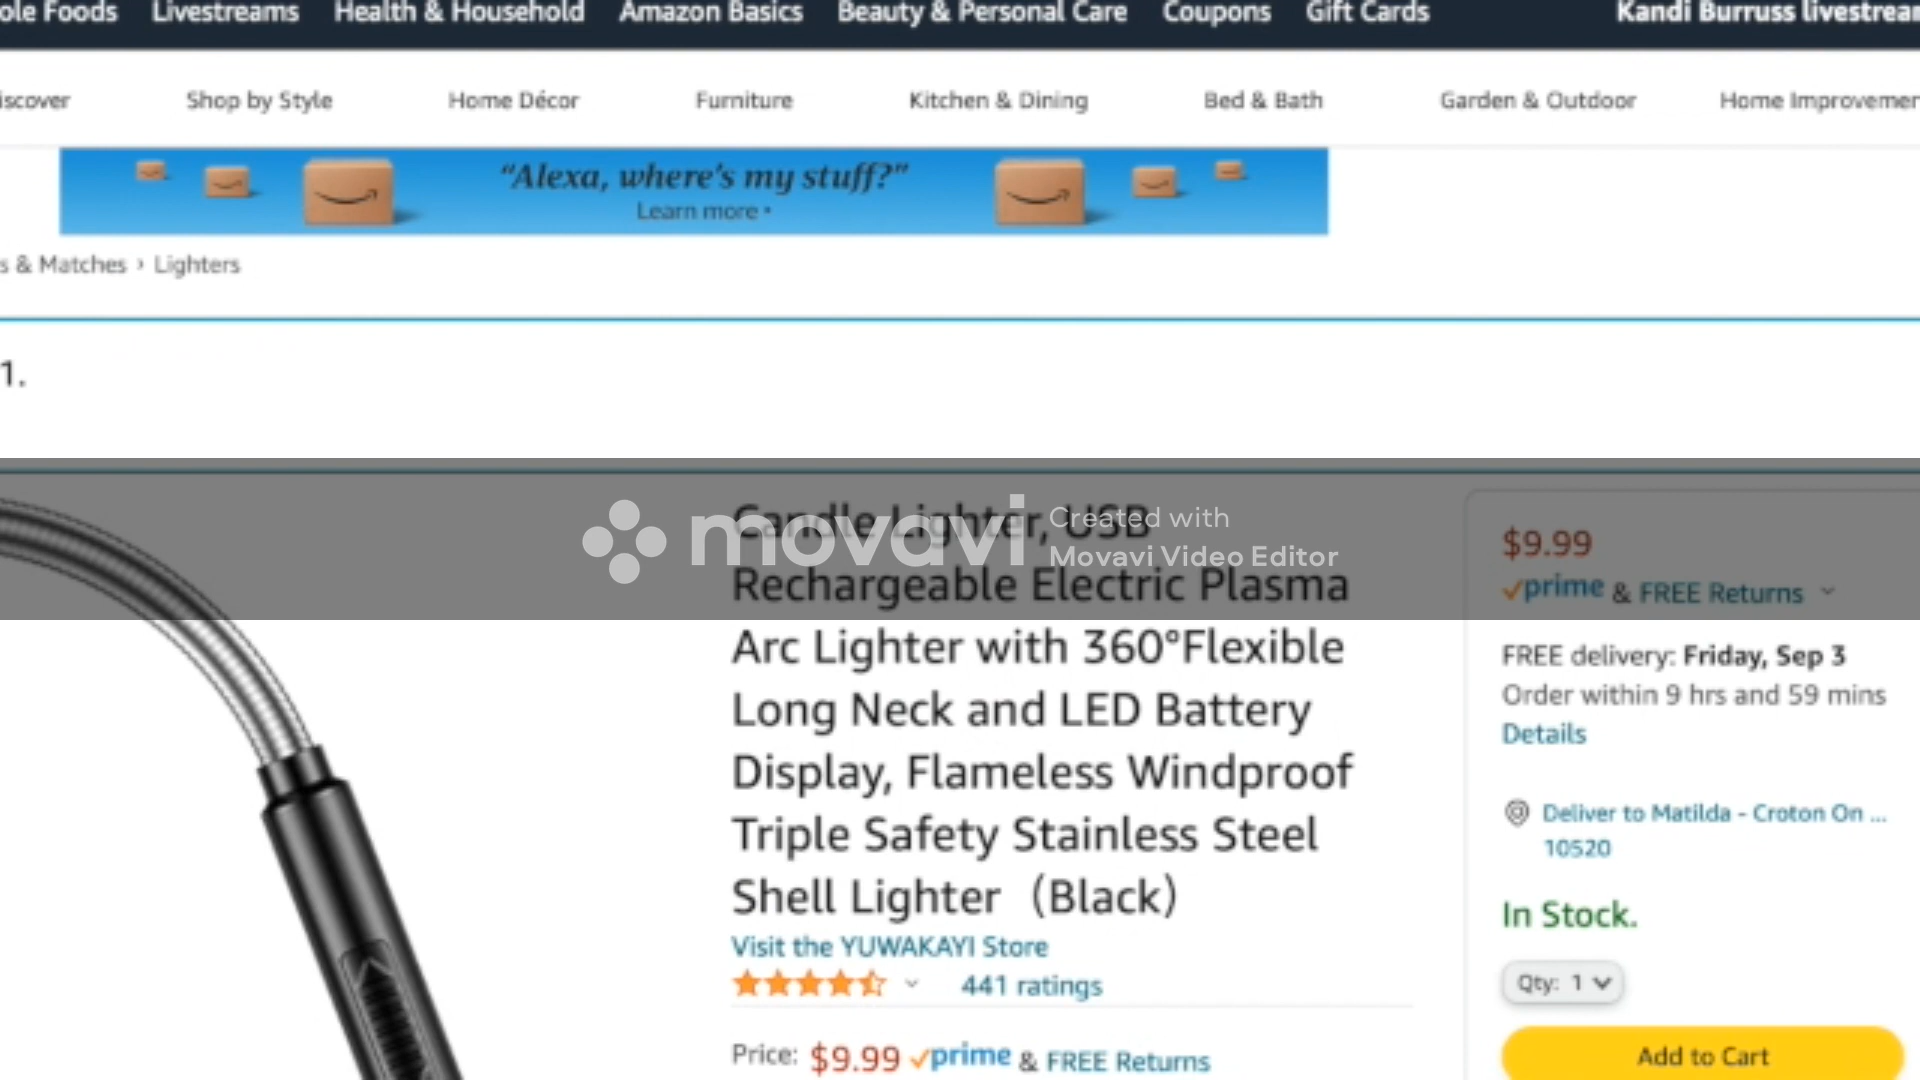 ole Foods Livestreams Health & Household Amazon Basics Beauty & Personal Care Coupons Gift Cards Kandi Burruss livestrear
iscover Shop by Style Home Décor Furniture Kitchen & Dining Bed & Bath Garden & Outdoor Home Improvemer
“Alexa, where’s my stuff?”
Learn more
s & Matches › Lighters
1.
Candle Lighter, USB
Rechargeable Electric Plasma
Arc Lighter with 360°Flexible
Long Neck and LED Battery
Display, Flameless Windproof
Triple Safety Stainless Steel
Shell Lighter（Black）
Visit the YUWAKAYI Store
441 ratings
Price: $9.99 prime & FREE Returns
movavi
Created with
Movavi Video Editor
$9.99
prime & FREE Returns
FREE delivery: Friday, Sep 3
Order within 9 hrs and 59 mins
Details
Deliver to Matilda - Croton On ...
10520
In Stock.
Qty: 1
Add to Cart